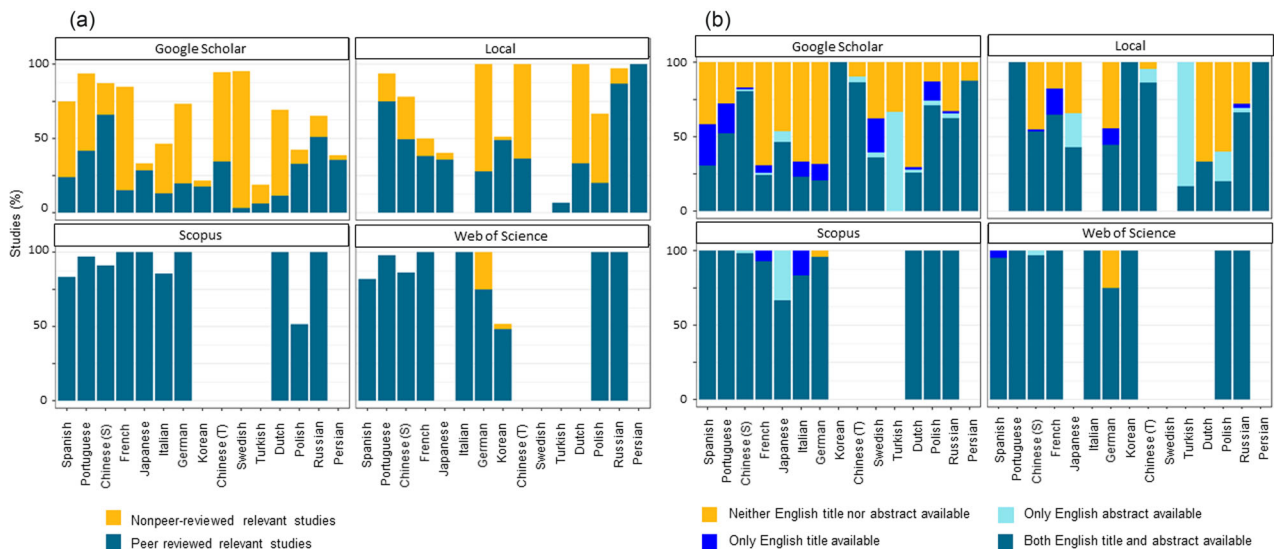 (a)
Google Scholar
Local
100
50
0
Scopus
Web of Science
100
50
0
Studies (%)
Spanish
Portuguese
Chinese (S)
French
Japanese
Italian
German
Korean
Chinese (T)
Swedish
Turkish
Dutch
Polish
Russian
Persian
Spanish
Portuguese
Chinese (S)
French
Japanese
Italian
German
Korean
Chinese (T)
Swedish
Turkish
Dutch
Polish
Russian
Persian
Nonpeer-reviewed relevant studies
Peer reviewed relevant studies
(b)
Google Scholar
Local
100
50
0
Scopus
Web of Science
100
50
0
Spanish
Portuguese
Chinese (S)
French
Japanese
Italian
German
Korean
Chinese (T)
Swedish
Turkish
Dutch
Polish
Russian
Persian
Spanish
Portuguese
Chinese (S)
French
Japanese
Italian
German
Korean
Chinese (T)
Swedish
Turkish
Dutch
Polish
Russian
Persian
Neither English title nor abstract available
Only English title available
Only English abstract available
Both English title and abstract available